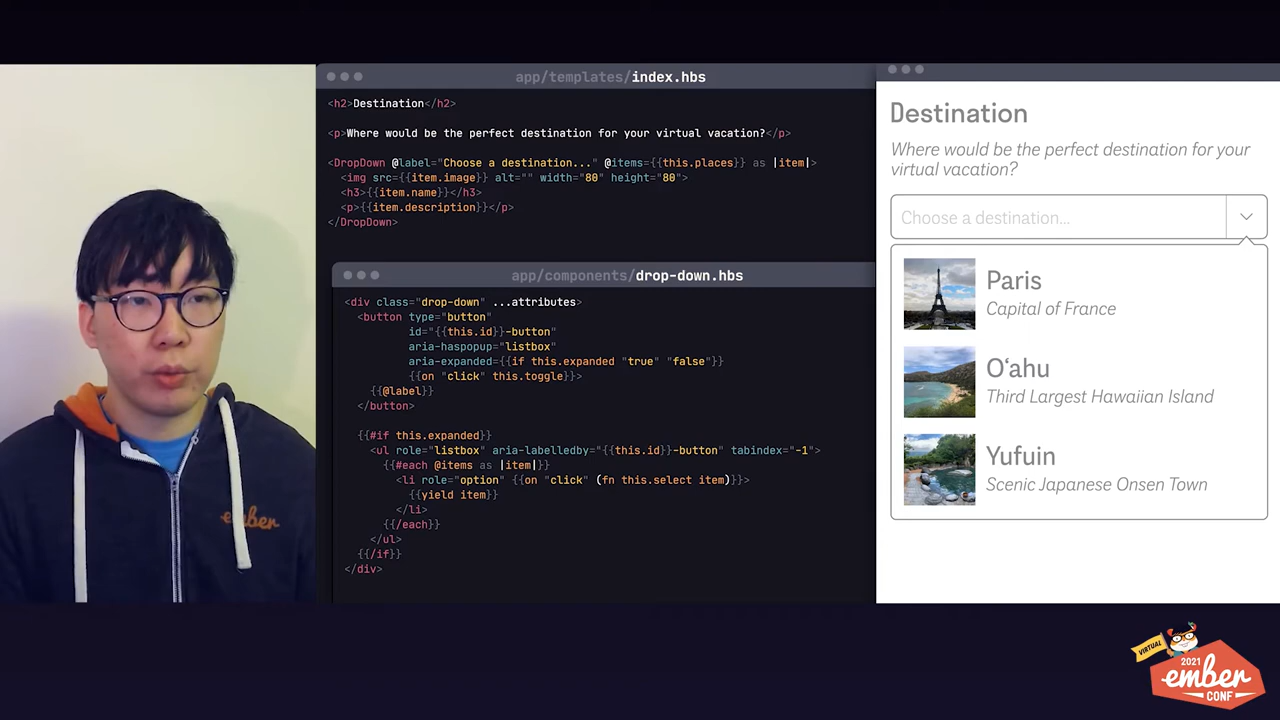 app/templates/index.hbs
<h2>Destination</h2>
<p>Where would be the perfect destination for your virtual vacation?</p>
<DropDown @label="Choose a destination..." @items={{this.places}} as |item|>
<img src={{item.image}} alt="" width="80" height="80">
<h3>{{item.name}}</h3>
<p>{{item.description}}</p>
</DropDown>
app/components/drop-down.hbs
<div class="drop-down" ...attributes>
<button type="button"
id="{{this.id}}-button"
aria-haspopup="listbox"
aria-expanded={{if this.expanded "true" "false"}}
{{on "click" this.toggle}}>
{{@label}}
</button>
{{#if this.expanded}}
<ul role="listbox" aria-labelledby="{{this.id}}-button" tabindex="-1">
{{#each @items as |item|}}
<li role="option" {{on "click" (fn this.select item)}}>
{{yield item}}
</li>
{{/each}}
</ul>
{{/if}}
</div>
Destination
Where would be the perfect destination for your
virtual vacation?
Choose a destination...
Paris
Capital of France
O‘ahu
Third Largest Hawaiian Island
Yufuin
Scenic Japanese Onsen Town
ember
VIRTUAL
2021
ember
CONF